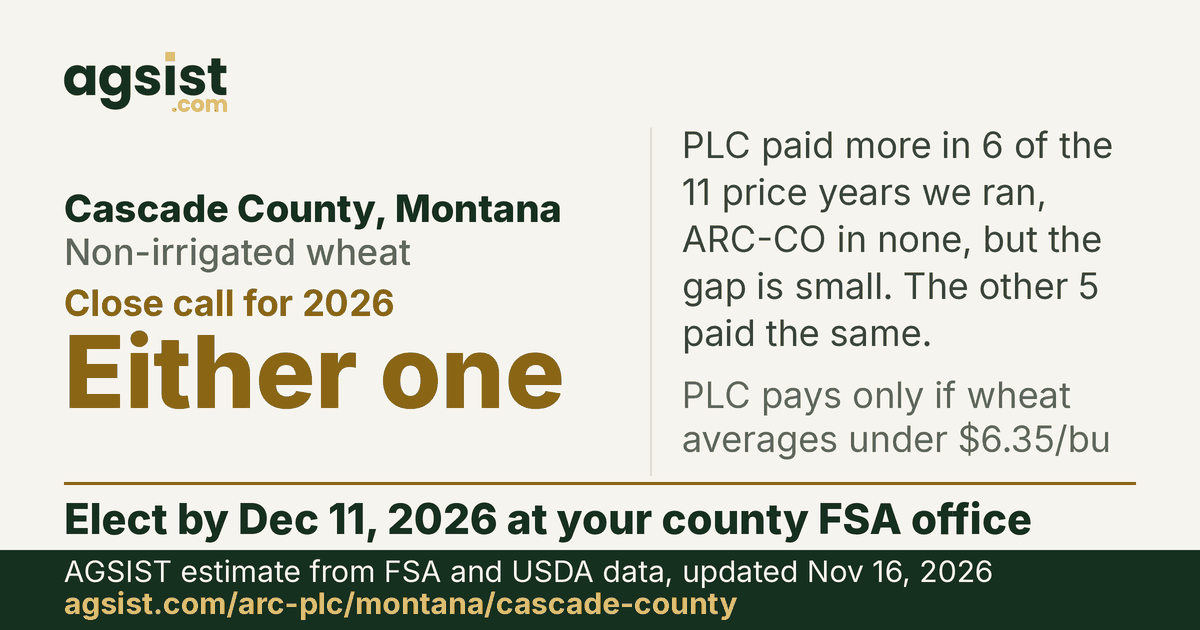 agsist
.com
Cascade County, Montana
Non-irrigated wheat
Close call for 2026
Either one
PLC paid more in 6 of the
11 price years we ran,
ARC-CO in none, but the
gap is small. The other 5
paid the same.
PLC pays only if wheat
averages under $6.35/bu
Elect by Dec 11, 2026 at your county FSA office
AGSIST estimate from FSA and USDA data, updated Nov 16, 2026
agsist.com/arc-plc/montana/cascade-county